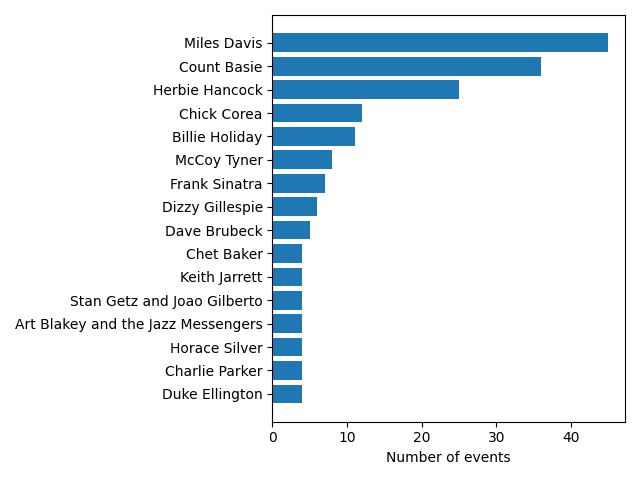 Miles Davis
Count Basie
Herbie Hancock
Chick Corea
Billie Holiday
McCoy Tyner
Frank Sinatra
Dizzy Gillespie
Dave Brubeck
Chet Baker
Keith Jarrett
Stan Getz and Joao Gilberto
Art Blakey and the Jazz Messengers
Horace Silver
Charlie Parker
Duke Ellington
0 10 20 30 40
Number of events